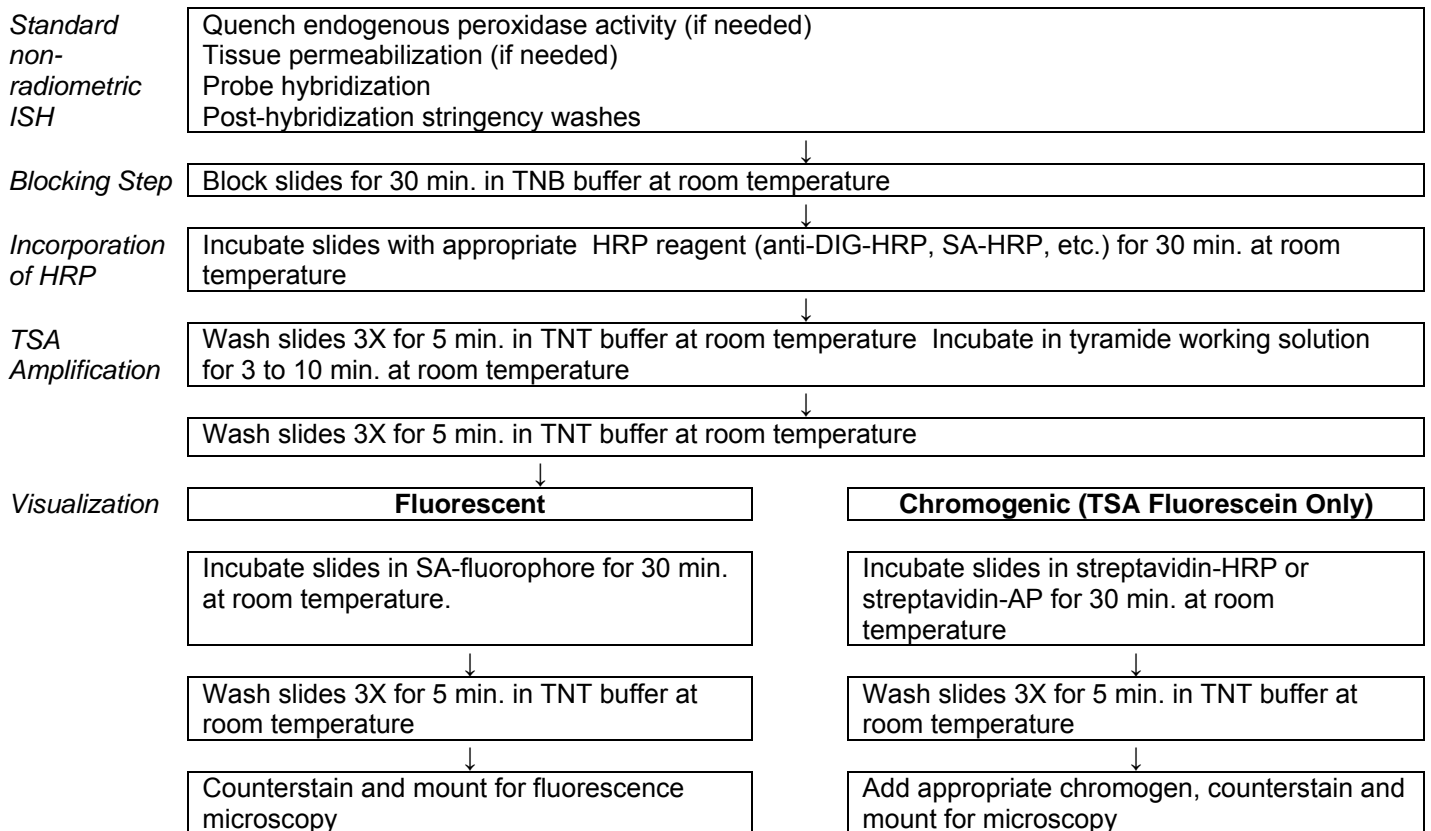 Standard
non-
radiometric
ISH
Quench endogenous peroxidase activity (if needed)
Tissue permeabilization (if needed)
Probe hybridization
Post-hybridization stringency washes
↓
Blocking Step
Block slides for 30 min. in TNB buffer at room temperature
↓
Incorporation
of HRP
Incubate slides with appropriate HRP reagent (anti-DIG-HRP, SA-HRP, etc.) for 30 min. at room
temperature
↓
TSA
Amplification
Wash slides 3X for 5 min. in TNT buffer at room temperature Incubate in tyramide working solution
for 3 to 10 min. at room temperature
↓
Wash slides 3X for 5 min. in TNT buffer at room temperature
↓
Visualization
Fluorescent
Incubate slides in SA-fluorophore for 30 min.
at room temperature.
↓
Wash slides 3X for 5 min. in TNT buffer at
room temperature
↓
Counterstain and mount for fluorescence
microscopy
Chromogenic (TSA Fluorescein Only)
Incubate slides in streptavidin-HRP or
streptavidin-AP for 30 min. at room
temperature
↓
Wash slides 3X for 5 min. in TNT buffer at
room temperature
↓
Add appropriate chromogen, counterstain and
mount for microscopy